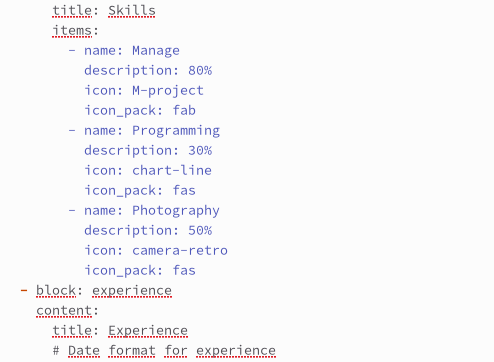 title: Skills
items:
- name: Manage
description: 80%
icon: M-project
icon_pack: fab
- name: Programming
description: 30%
icon: chart-line
icon_pack: fas
- name: Photography
description: 50%
icon: camera-retro
icon_pack: fas
- block: experience
content:
title: Experience
# Date format for experience